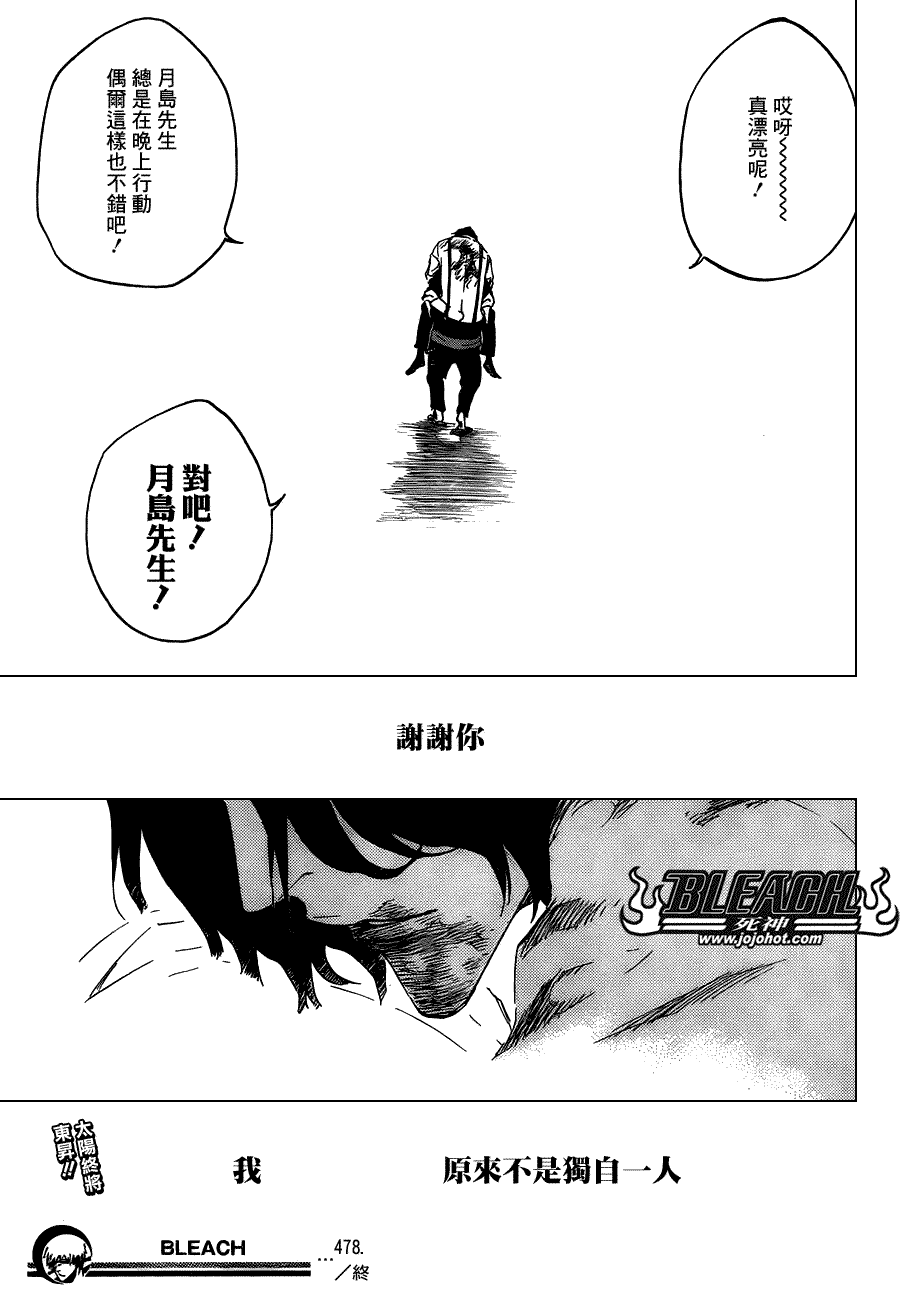 哎呀~~~~~~
真漂亮呢！
月島先生
總是在晚上行動
偶爾這樣也不錯吧！
對吧！
月島先生！
謝謝你
BLEACH
死神
www.jojohot.com
我 原來不是獨自一人
太陽終將
東昇!!
BLEACH
...478.
／終